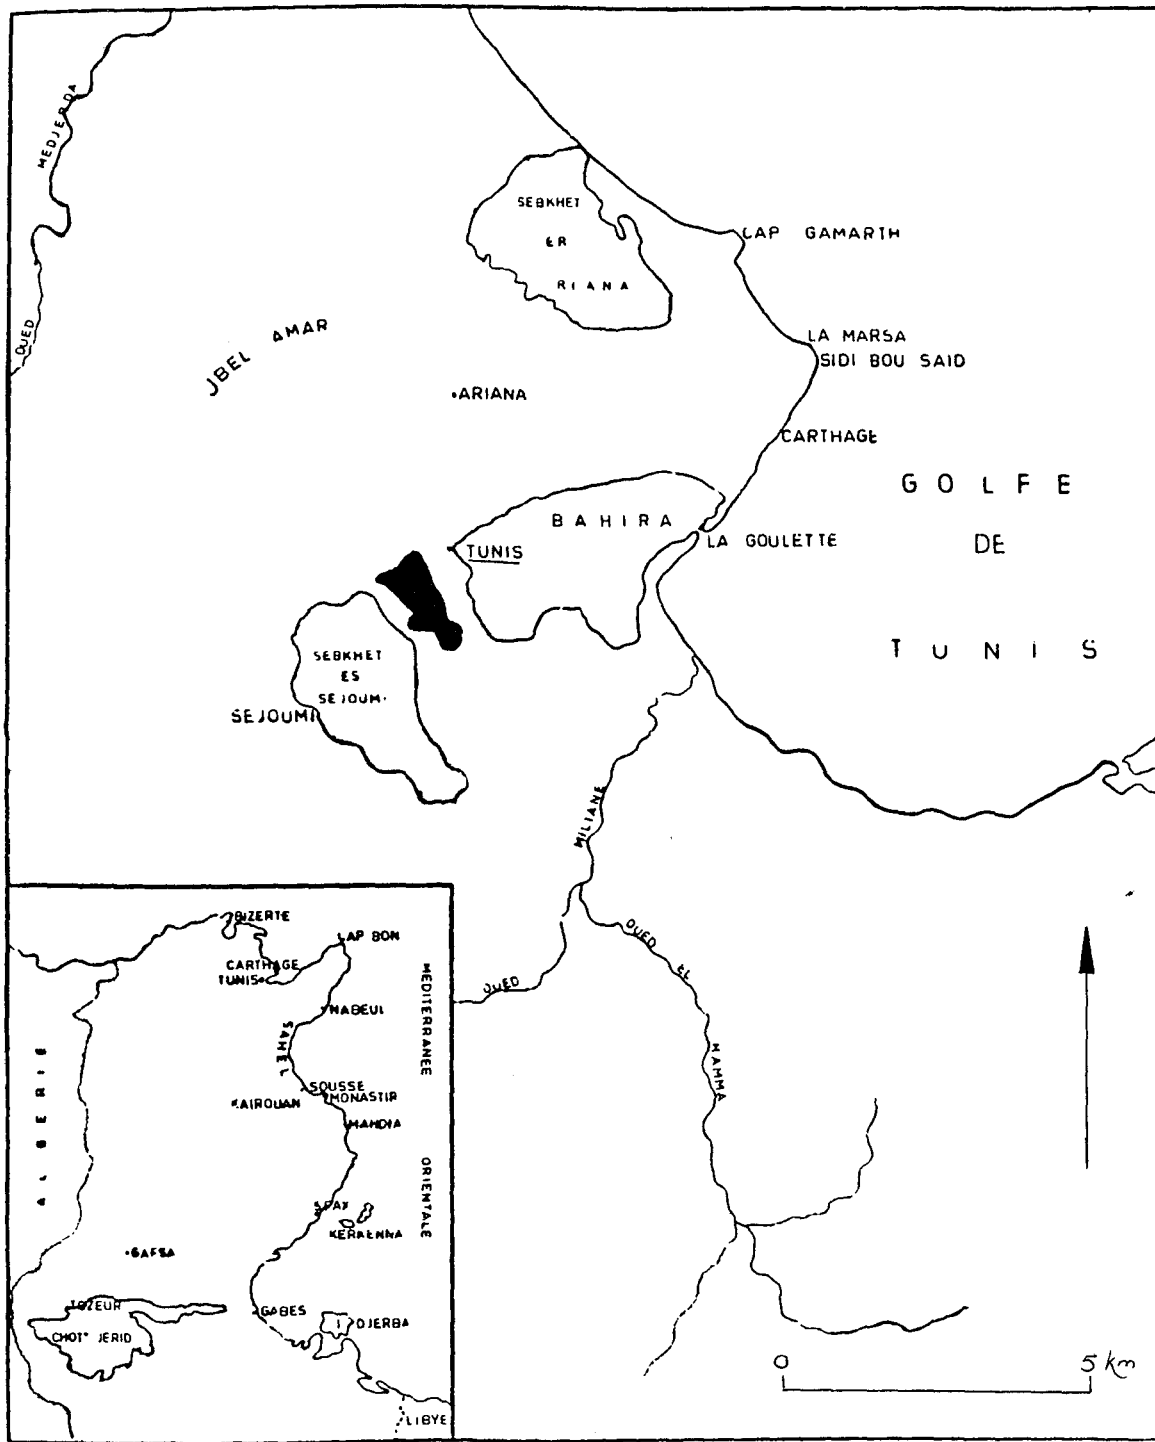 OUED MEDJERDA
SEBKHET
ER
RIANA
CAP GAMARTH
JBEL AMAR
LA MARSA
SIDI BOU SAID
ARIANA
CARTHAGE
GOLFE
DE
TUNIS
BAHIRA
LA GOULETTE
TUNIS
SEBKHET
ES
SEJOUMI
SEJOUMI
OUED MILIANE
OUED EL HAMMA
0 5 km
BIZERTE
CAP BON
CARTHAGE
TUNIS
NABEUL
MEDITERRANEE ORIENTALE
SAHEL
ALGERIE
SOUSSE
MONASTIR
KAIROUAN
MAHDIA
SFAX
KERKENNA
GAFSA
TOZEUR
CHOTT JERID
GABES
I DJERBA
LIBYE